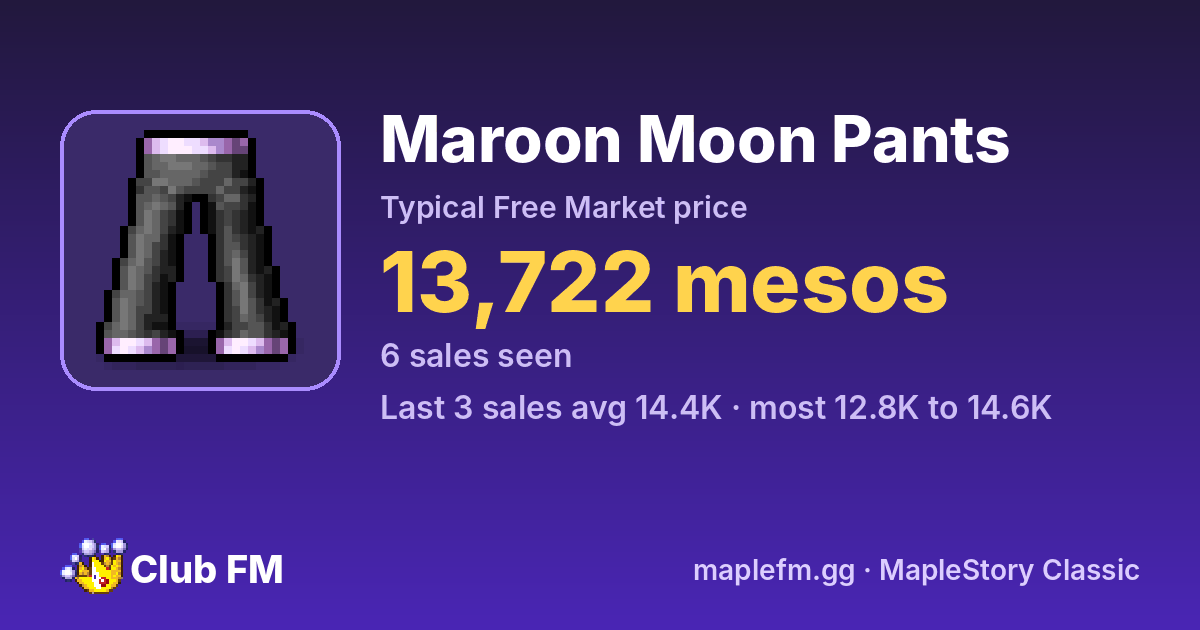 Maroon Moon Pants
Typical Free Market price
13,722 mesos
6 sales seen
Last 3 sales avg 14.4K · most 12.8K to 14.6K
Club FM
maplefm.gg · MapleStory Classic